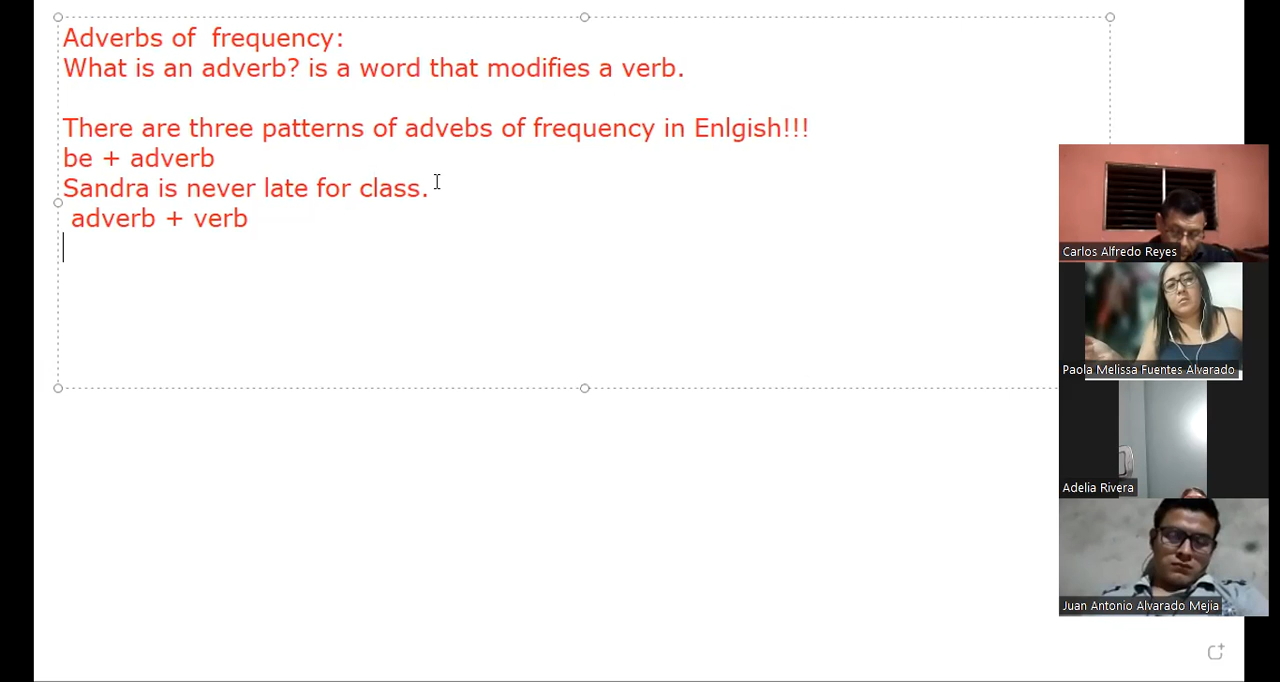 Adverbs of  frequency:
What is an adverb? is a word that modifies a verb.
There are three patterns of advebs of frequency in Enlgish!!!
be + adverb
Sandra is never late for class.
adverb + verb
Carlos Alfredo Reyes
Paola Melissa Fuentes Alvarado
Adelia Rivera
Juan Antonio Alvarado Mejia